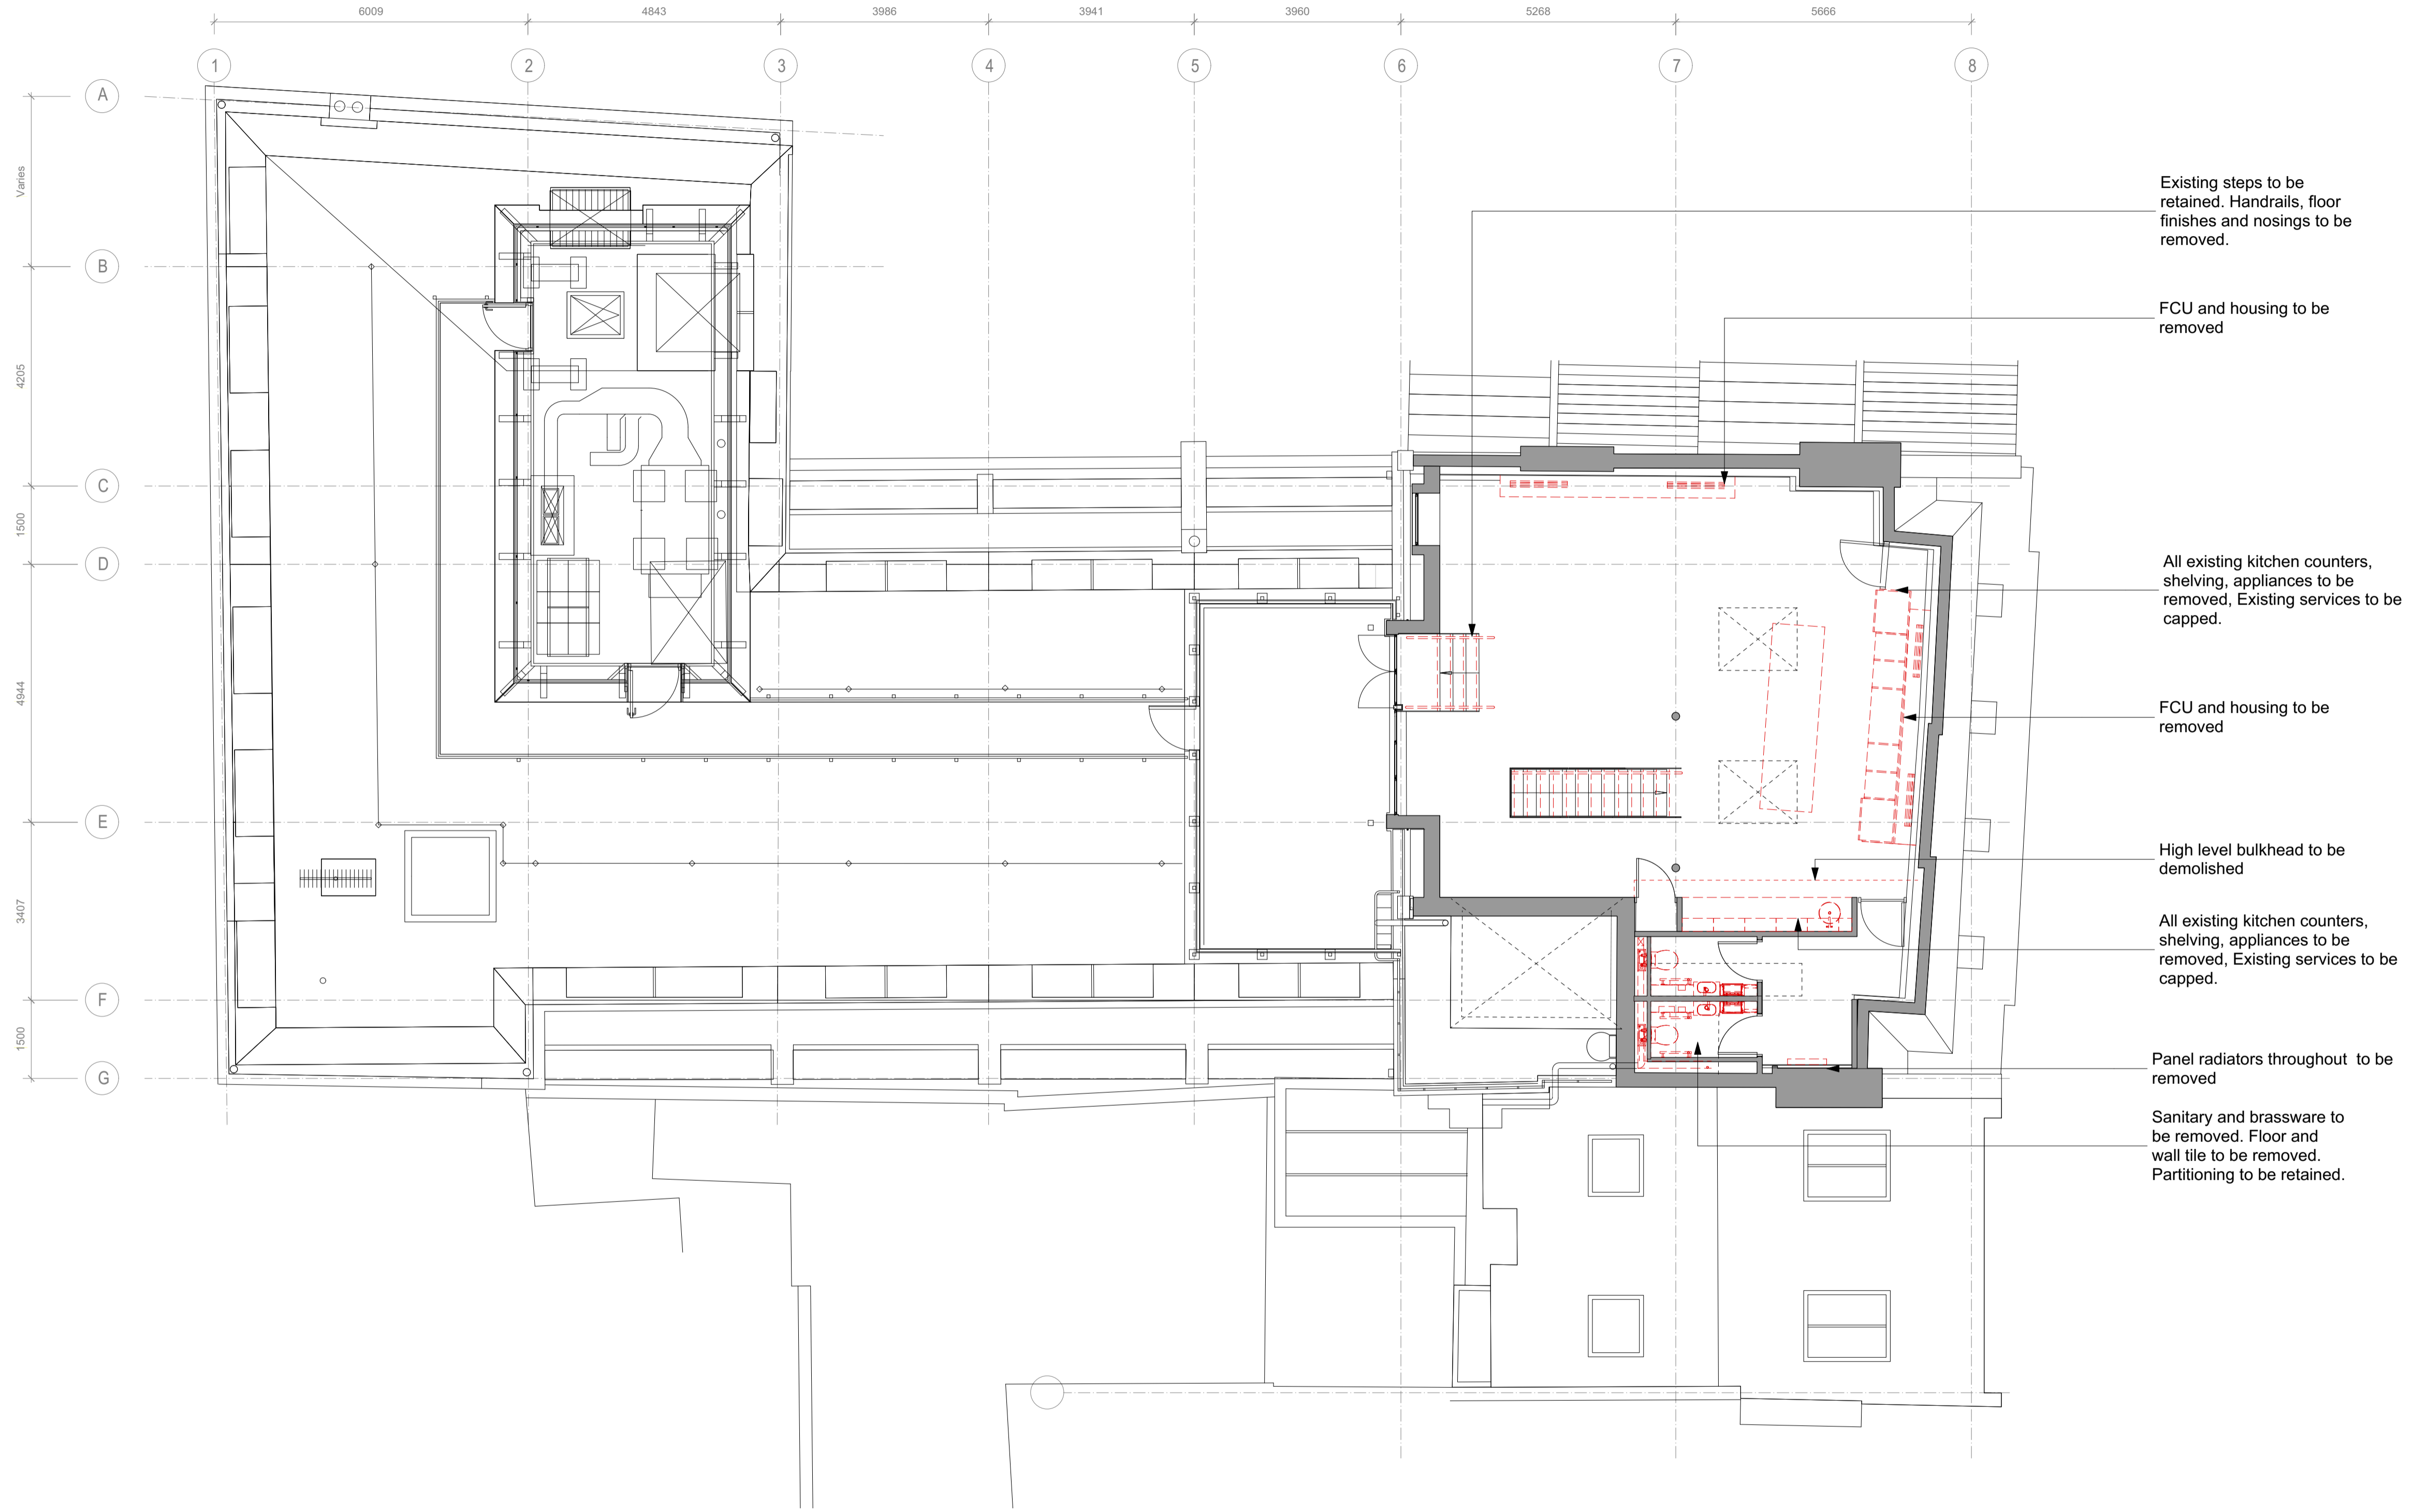 6009
4843
3986
3941
3960
5268
5666
1
2
3
4
5
6
7
8
A
B
C
D
E
F
G
Varies
4205
1500
4944
3407
1500
Existing steps to be
retained. Handrails, floor
finishes and nosings to be
removed.
FCU and housing to be
removed
All existing kitchen counters,
shelving, appliances to be
removed, Existing services to be
capped.
FCU and housing to be
removed
High level bulkhead to be
demolished
All existing kitchen counters,
shelving, appliances to be
removed, Existing services to be
capped.
Panel radiators throughout to be
removed
Sanitary and brassware to
be removed. Floor and
wall tile to be removed.
Partitioning to be retained.